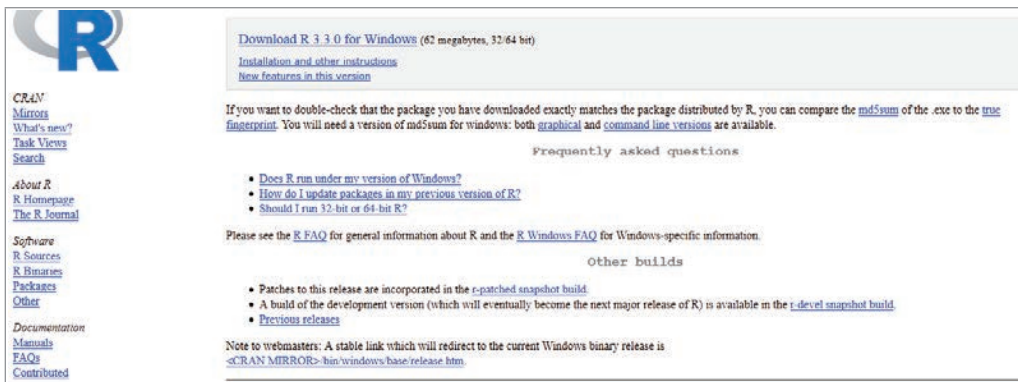 R
CRAN
Mirrors
What's new?
Task Views
Search
About R
R Homepage
The R Journal
Software
R Sources
R Binaries
Packages
Other
Documentation
Manuals
FAQs
Contributed
Download R 3 3 0 for Windows (62 megabytes, 32/64 bit)
Installation and other instructions
New features in this version
If you want to double-check that the package you have downloaded exactly matches the package distributed by R, you can compare the md5sum of the .exe to the true
fingerprint. You will need a version of md5sum for windows: both graphical and command line versions are available.
Frequently asked questions
• Does R run under my version of Windows?
• How do I update packages in my previous version of R?
• Should I run 32-bit or 64-bit R?
Please see the R FAQ for general information about R and the R Windows FAQ for Windows-specific information.
Other builds
• Patches to this release are incorporated in the r-patched snapshot build.
• A build of the development version (which will eventually become the next major release of R) is available in the r-devel snapshot build.
• Previous releases
Note to webmasters: A stable link which will redirect to the current Windows binary release is
<CRAN MIRROR>/bin/windows/base/release.htm.